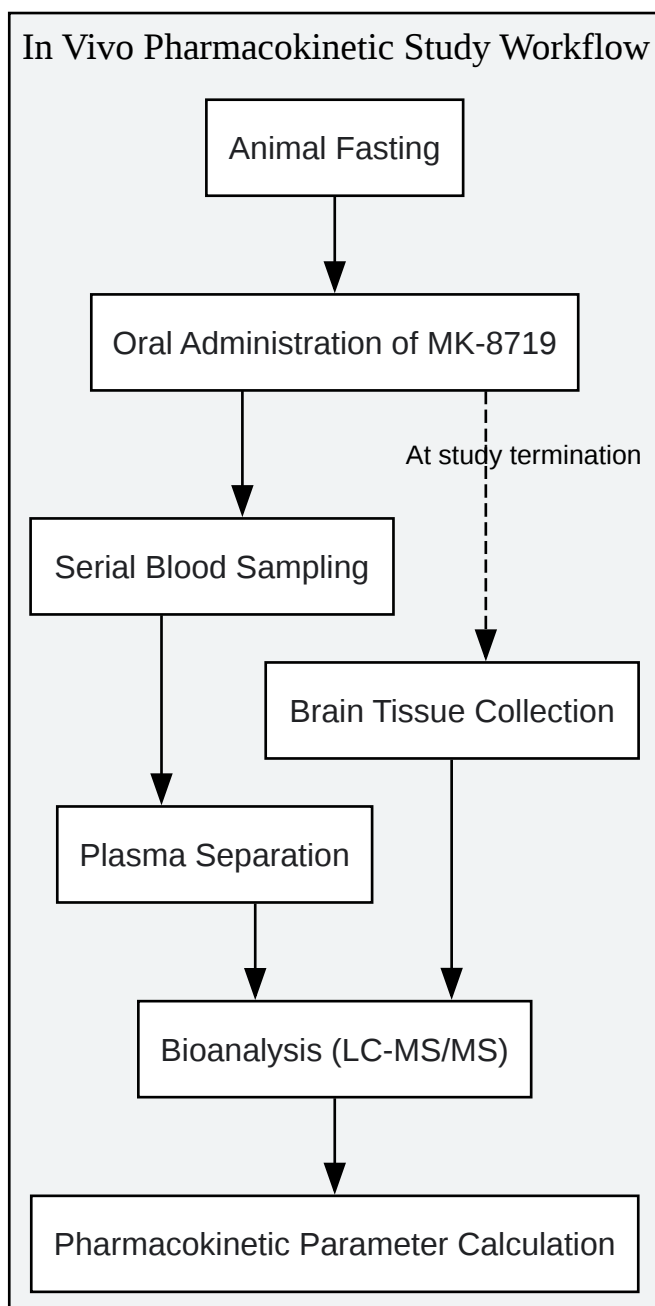 In Vivo Pharmacokinetic Study Workflow
Animal Fasting
Oral Administration of MK-8719
At study termination
Serial Blood Sampling
Brain Tissue Collection
Plasma Separation
Bioanalysis (LC-MS/MS)
Pharmacokinetic Parameter Calculation